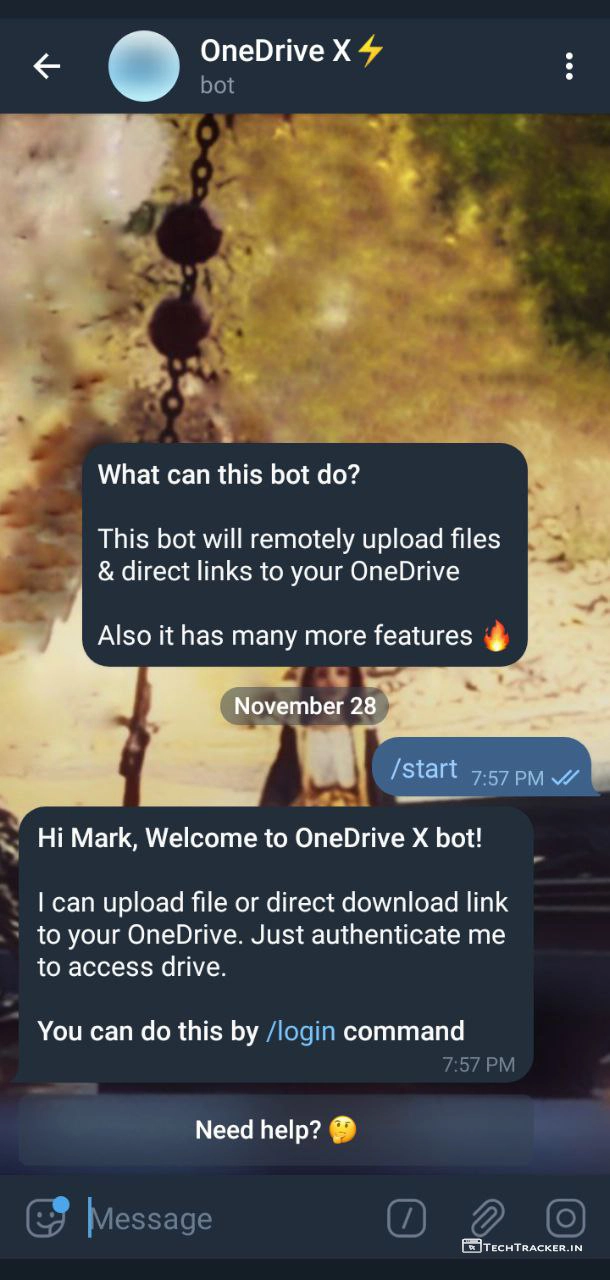 OneDrive X⚡
bot
What can this bot do?
This bot will remotely upload files
& direct links to your OneDrive
Also it has many more features 🔥
November 28
/start 7:57 PM
Hi Mark, Welcome to OneDrive X bot!
I can upload file or direct download link
to your OneDrive. Just authenticate me
to access drive.
You can do this by /login command
7:57 PM
Need help? 🤔
Message
TECHTRACKER.IN